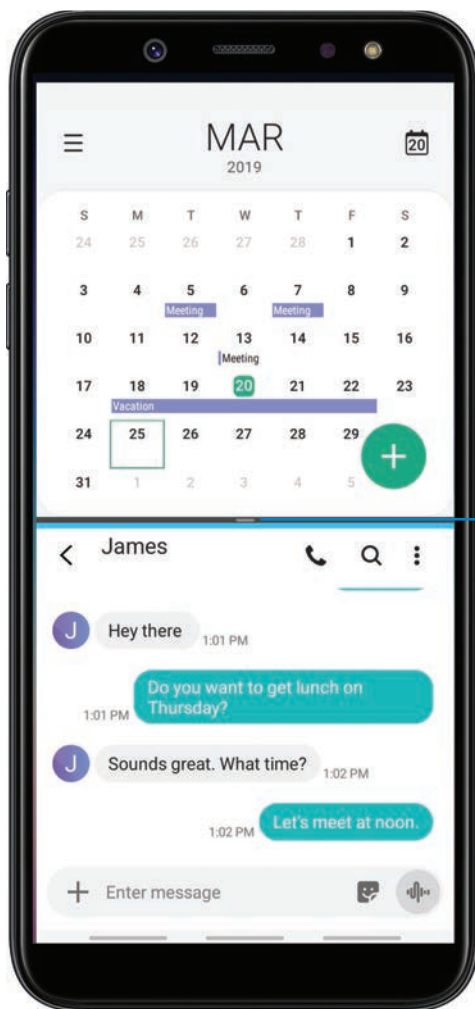 MAR
20
2019
S M T W T F S
24 25 26 27 28 1 2
3 4 5 6 7 8 9
Meeting Meeting
10 11 12 13 14 15 16
Meeting
17 18 19 20 21 22 23
Vacation
24 25 26 27 28 29
31 1 2 3 4 5
James
J Hey there 1:01 PM
Do you want to get lunch on
1:01 PM Thursday?
J Sounds great. What time? 1:02 PM
1:02 PM Let's meet at noon.
Enter message